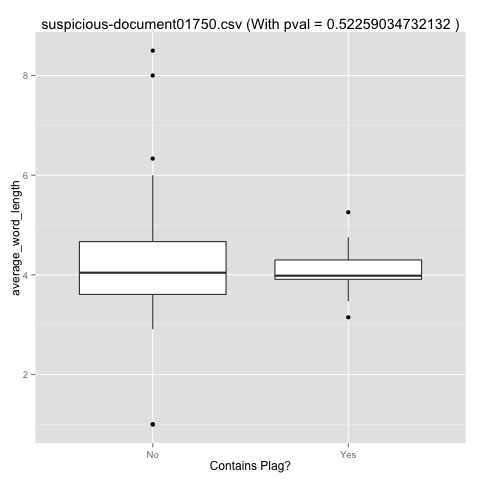 suspicious-document01750.csv (With pval = 0.52259034732132 )
8
6
4
2
average_word_length
No
Yes
Contains Plag?